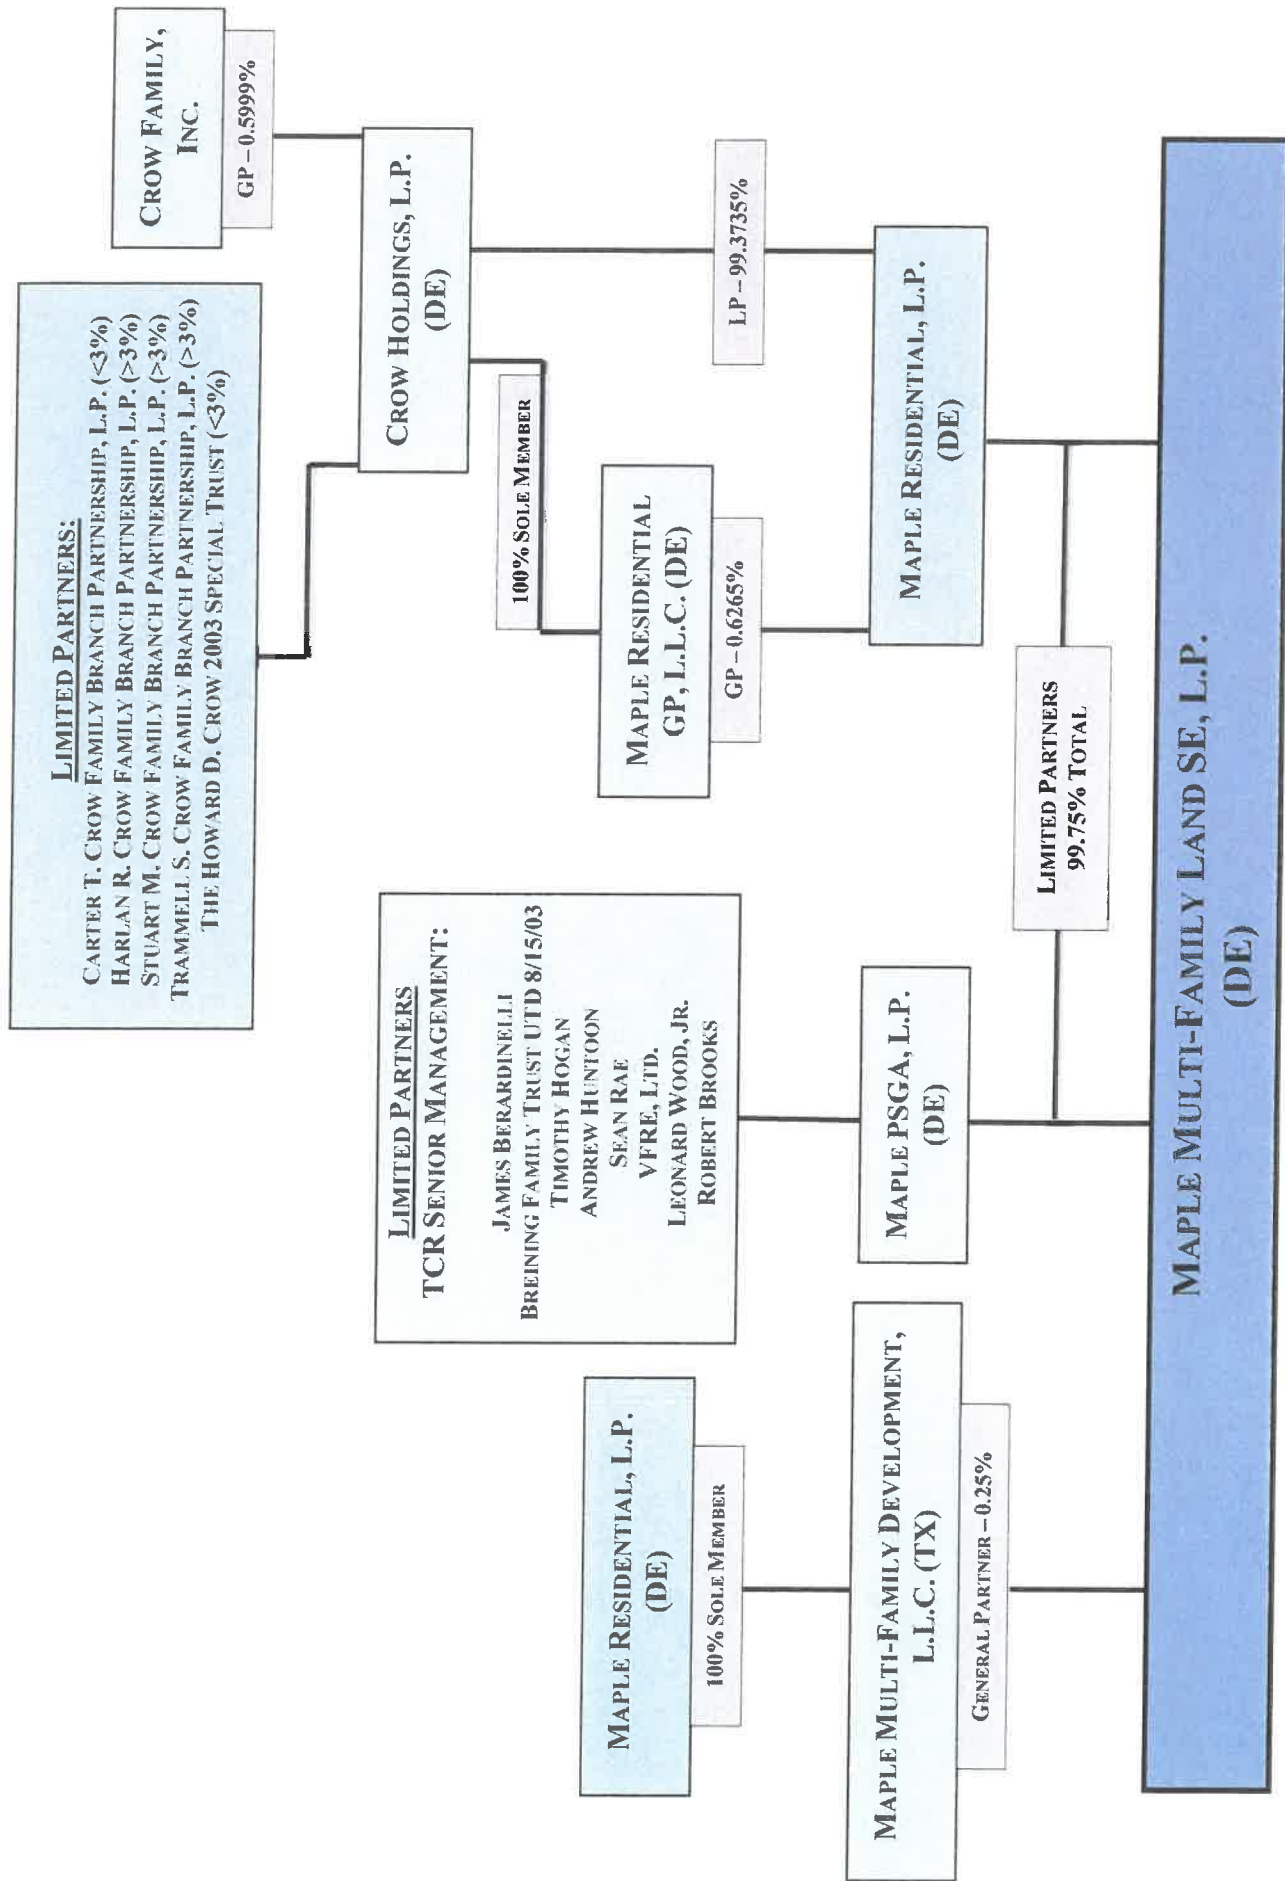 LIMITED PARTNERS:
CARTER T. CROW FAMILY BRANCH PARTNERSHIP, L.P. (<3%)
HARLAN R. CROW FAMILY BRANCH PARTNERSHIP, L.P. (>3%)
STUART M. CROW FAMILY BRANCH PARTNERSHIP, L.P. (>3%)
TRAMMELL S. CROW FAMILY BRANCH PARTNERSHIP, L.P. (>3%)
THE HOWARD D. CROW 2003 SPECIAL TRUST (<3%)
CROW FAMILY,
INC.
GP – 0.5999%
CROW HOLDINGS, L.P.
(DE)
100% SOLE MEMBER
LIMITED PARTNERS
TCR SENIOR MANAGEMENT:
JAMES BERARDINELLI
BREINING FAMILY TRUST UTD 8/15/03
TIMOTHY HOGAN
ANDREW HUNTOON
SEAN RAE
VFRE, LTD.
LEONARD WOOD, JR.
ROBERT BROOKS
MAPLE RESIDENTIAL, L.P.
(DE)
100% SOLE MEMBER
MAPLE RESIDENTIAL
GP, L.L.C. (DE)
GP – 0.6265%
LP – 99.3735%
MAPLE MULTI-FAMILY DEVELOPMENT,
L.L.C. (TX)
GENERAL PARTNER – 0.25%
MAPLE PSGA, L.P.
(DE)
MAPLE RESIDENTIAL, L.P.
(DE)
LIMITED PARTNERS
99.75% TOTAL
MAPLE MULTI-FAMILY LAND SE, L.P.
(DE)